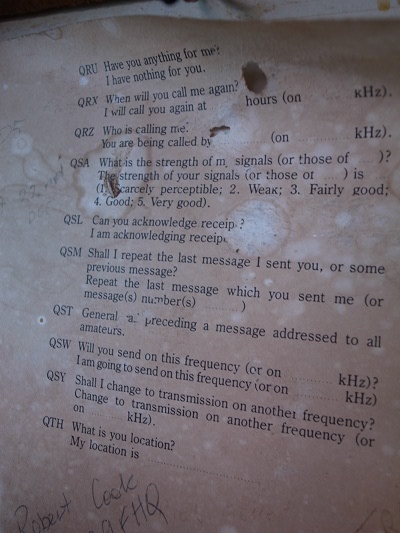 QRU Have you anything for me?
I have nothing for you.
QRX When will you call me again?
I will call you again at ........ hours (on ........ kHz).
QRZ Who is calling me.
You are being called by ........ (on ........ kHz).
QSA What is the strength of m signals (or those of ........ )?
The strength of your signals (or those of ........ ) is
(1. Scarcely perceptible; 2. Weak; 3. Fairly good;
4. Good; 5. Very good).
QSL Can you acknowledge receip ?
I am acknowledging receip
QSM Shall I repeat the last message I sent you, or some
previous message?
Repeat the last message which you sent me (or
message(s) number(s) ........ )
QST General preceding a message addressed to all
amateurs.
QSW Will you send on this frequency (or on ........ kHz)?
I am going to send on this frequency (or on ........ kHz)
QSY Shall I change to transmission on another frequency?
Change to transmission on another frequency (or
on ........ kHz).
QTH What is you location?
My location is ........
Robert Cook